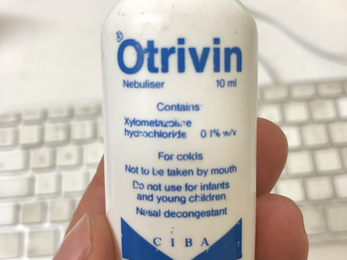 ® Otrivin
Nebuliser 10 ml
Contains
Xylometazoline
hydrochloride 0.1% w/v
For colds
Not to be taken by mouth
Do not use for infants
and young children
Nasal decongestant
CIBA